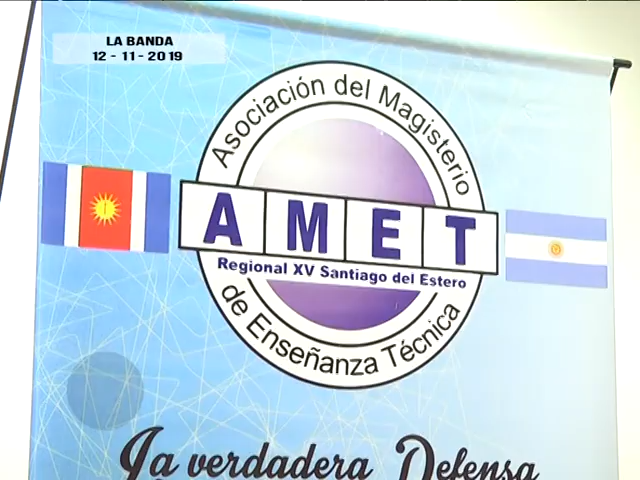 LA BANDA
12 - 11 - 2019
Asociación del Magisterio
AMET
Regional XV Santiago del Estero
de Enseñanza Técnica
La verdadera Defensa